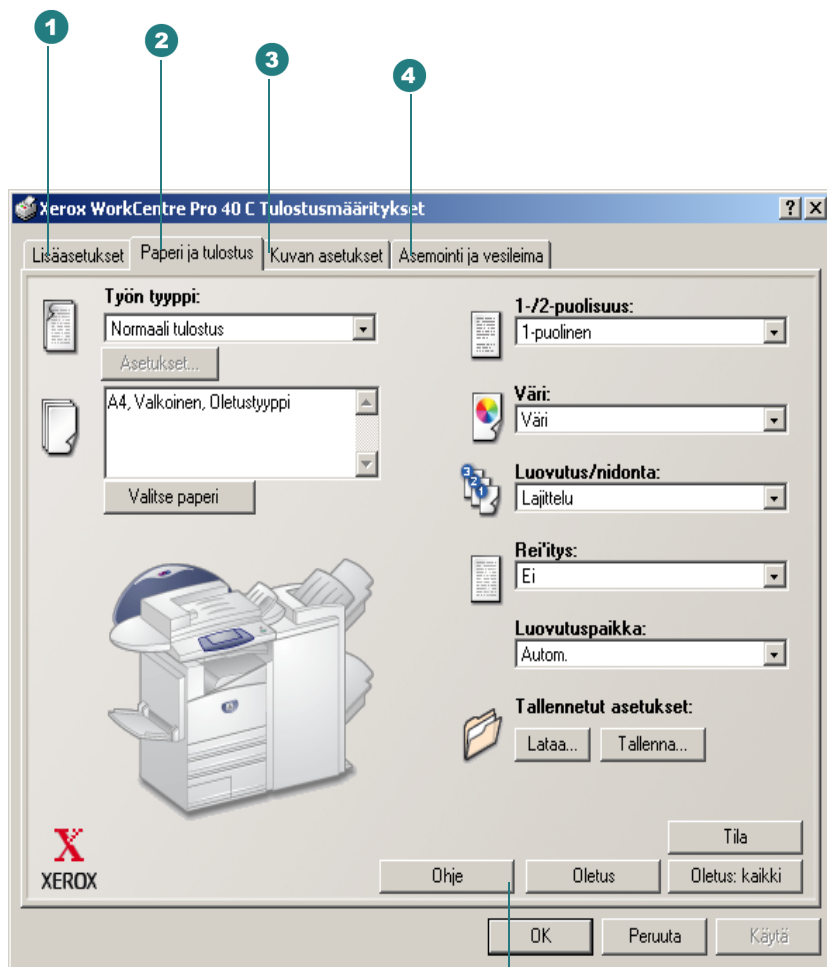 1
2
3
4
Xerox WorkCentre Pro 40 C Tulostusmääritykset
Lisäasetukset
Paperi ja tulostus
Kuvan asetukset
Asemointi ja vesileima
Työn tyyppi:
Normaali tulostus
Asetukset...
A4, Valkoinen, Oletustyyppi
Valitse paperi
1-/2-puolisuus:
1-puolinen
Väri:
Väri
Luovutus/nidonta:
Lajittelu
Rei'itys:
Ei
Luovutuspaikka:
Autom.
Tallennetut asetukset:
Lataa...
Tallenna...
X
XEROX
Tila
Ohje
Oletus
Oletus: kaikki
OK
Peruuta
Käytä